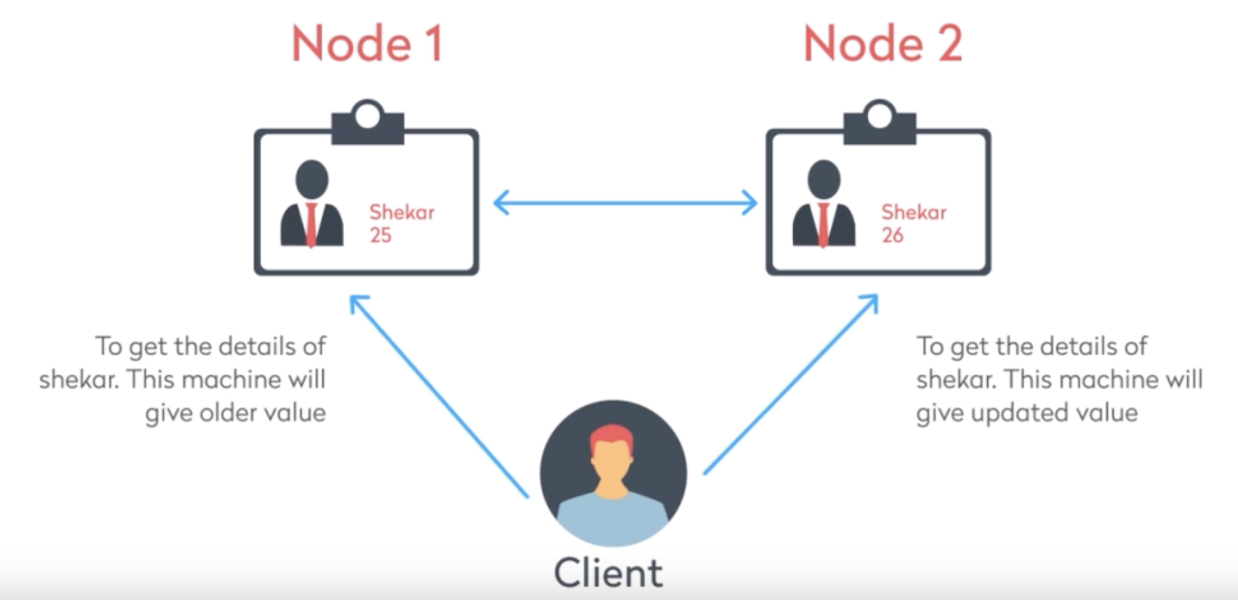 Node 1
Node 2
Shekar
25
Shekar
26
To get the details of
shekar. This machine will
give older value
To get the details of
shekar. This machine will
give updated value
Client